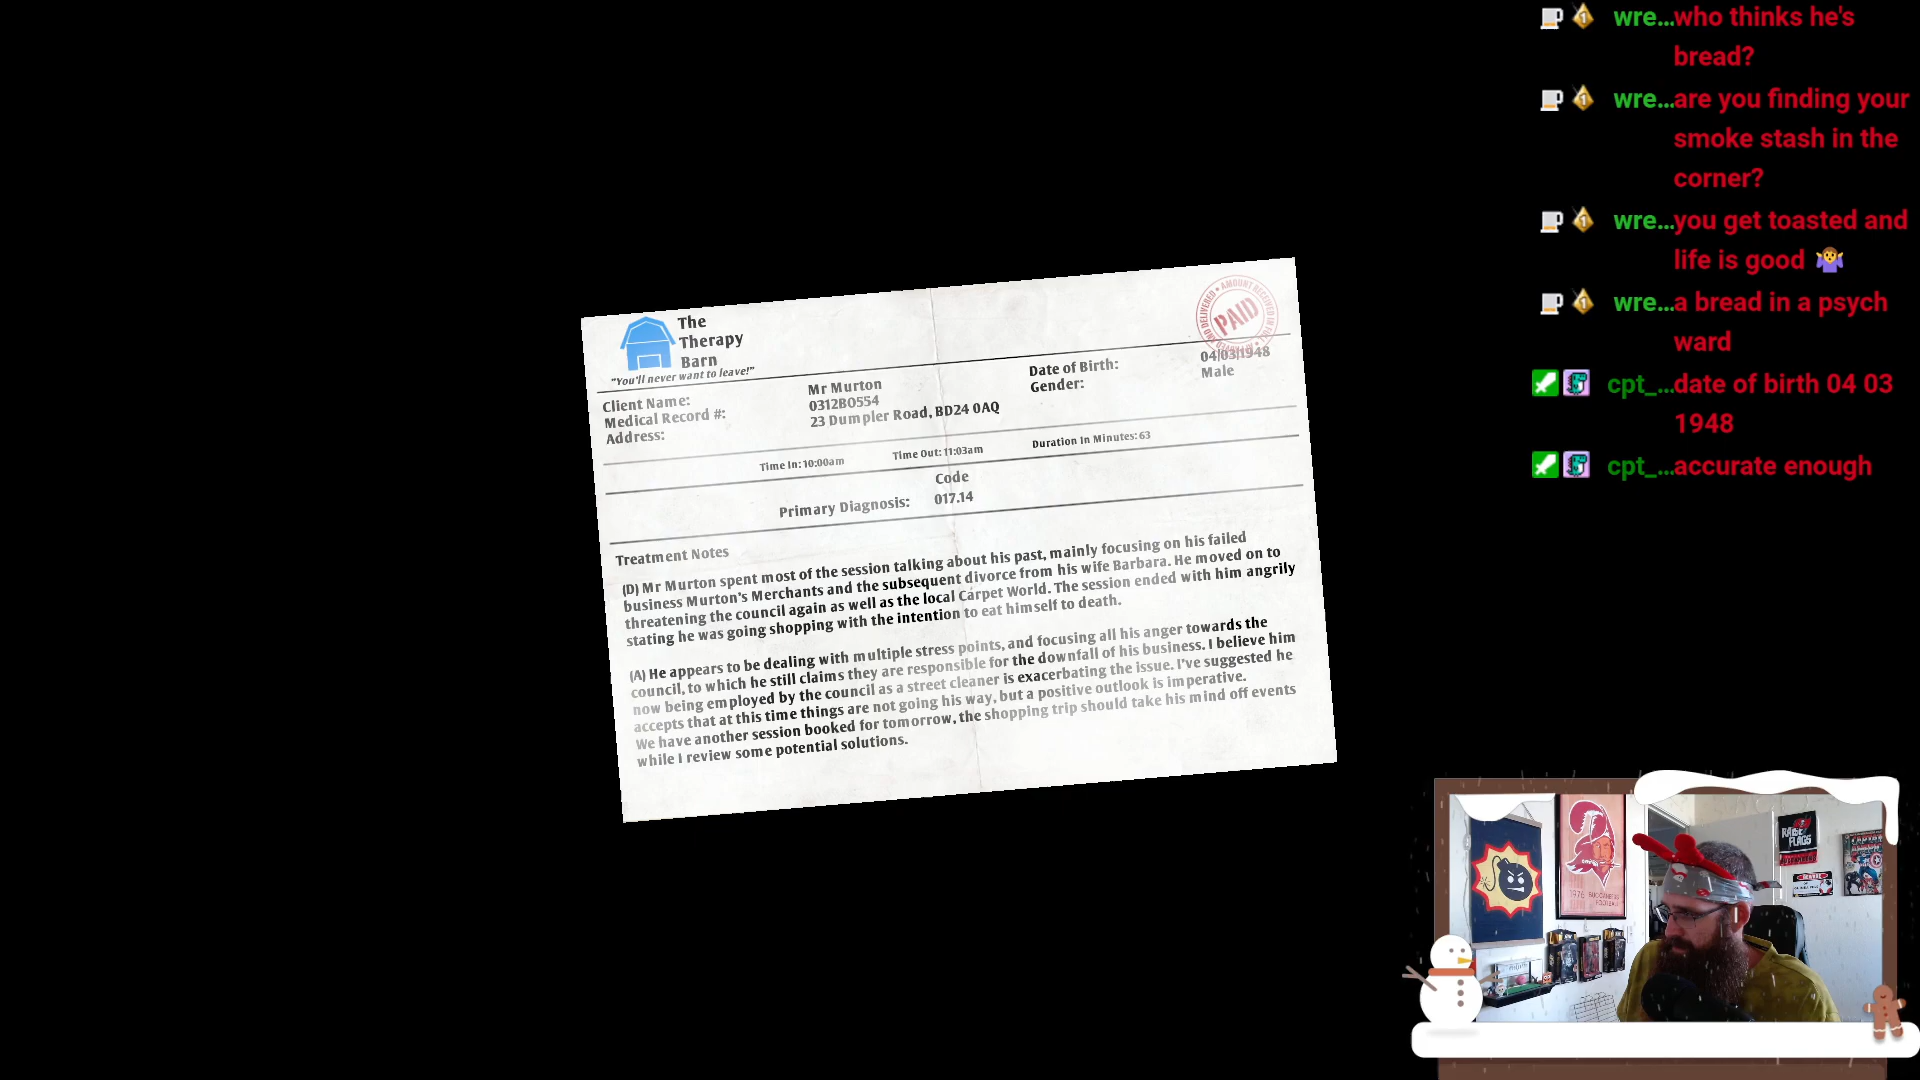 The
Therapy
Barn
"You'll never want to leave!"
PAID
Client Name: Mr Murton Date of Birth: 04/03/1948
Medical Record #: 0312B0554 Gender: Male
Address: 23 Dumpler Road, BD24 0AQ
Time In: 10:00am Time Out: 11:03am Duration In Minutes: 63
Code
Primary Diagnosis: 017.14
Treatment Notes
(D) Mr Murton spent most of the session talking about his past, mainly focusing on his failed
business Murton's Merchants and the subsequent divorce from his wife Barbara. He moved on to
threatening the council again as well as the local Carpet World. The session ended with him angrily
stating he was going shopping with the intention to eat himself to death.
(A) He appears to be dealing with multiple stress points, and focusing all his anger towards the
council, to which he still claims they are responsible for the downfall of his business. I believe him
now being employed by the council as a street cleaner is exacerbating the issue. I've suggested he
accepts that at this time things are not going his way, but a positive outlook is imperative.
We have another session booked for tomorrow, the shopping trip should take his mind off events
while I review some potential solutions.
wre...who thinks he's
bread?
wre...are you finding your
smoke stash in the
corner?
wre...you get toasted and
life is good 🤷‍♀️
wre...a bread in a psych
ward
cpt_...date of birth 04 03
1948
cpt_...accurate enough
RAISE
FLAGS
1976 BUCCANEERS
FOOTBALL
BEWARE